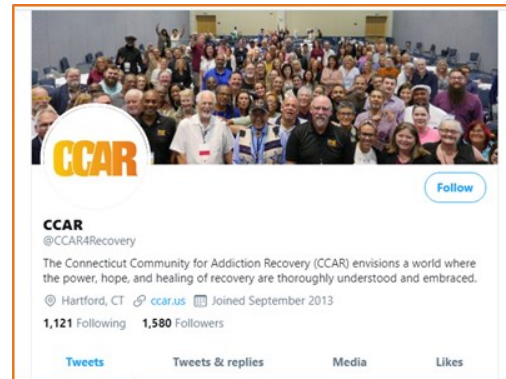 CCAR
Follow
CCAR
@CCAR4Recovery
The Connecticut Community for Addiction Recovery (CCAR) envisions a world where
the power, hope, and healing of recovery are thoroughly understood and embraced.
Hartford, CT ccar.us Joined September 2013
1,121 Following 1,580 Followers
Tweets Tweets & replies Media Likes